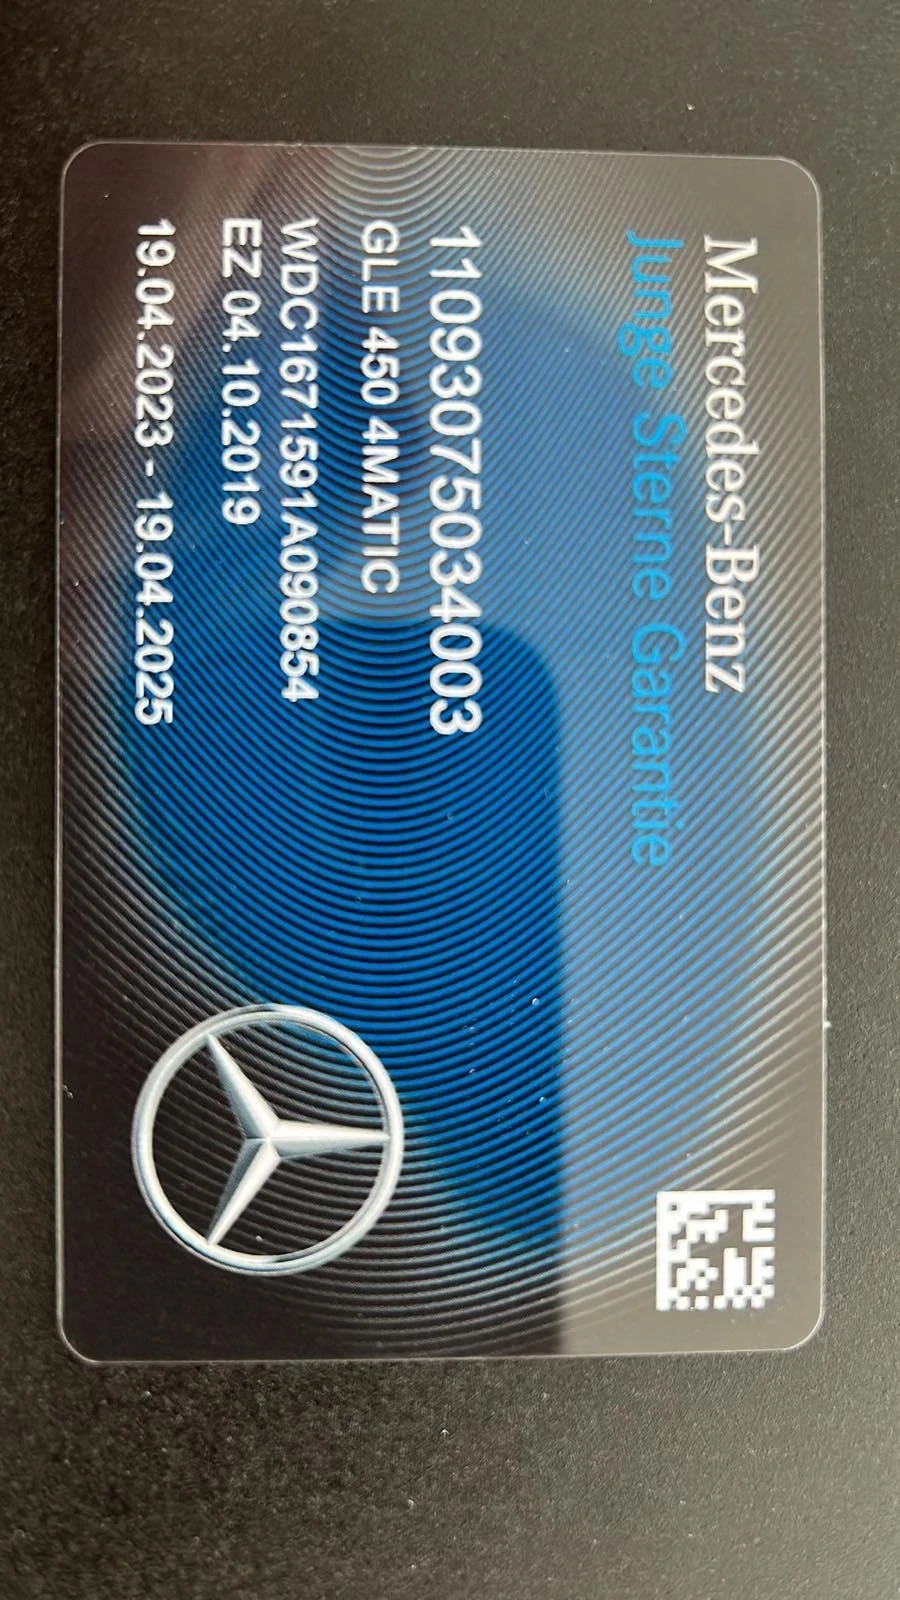 Mercedes-Benz
Junge Sterne Garantie
11093075034003
GLE 450 4MATIC
WDC1671591A090854
EZ 04.10.2019
19.04.2023 - 19.04.2025